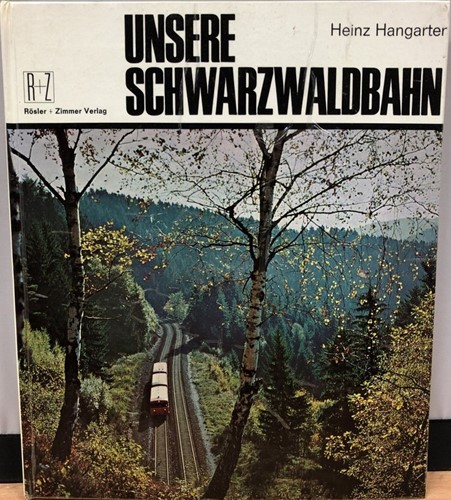 UNSERE
SCHWARZWALDBAHN
Heinz Hangarter
R+Z
Rösler + Zimmer Verlag